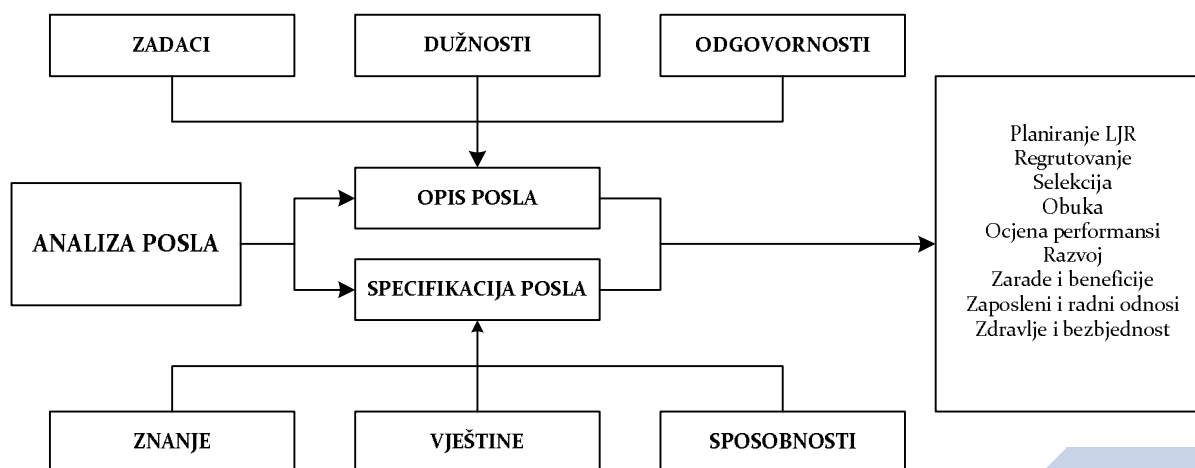 ZADACI
DUŽNOSTI
ODGOVORNOSTI
OPIS POSLA
ANALIZA POSLA
SPECIFIKACIJA POSLA
ZNANJE
VJEŠTINE
SPOSOBNOSTI
Planiranje LJR
Regrutovanje
Selekcija
Obuka
Ocjena performansi
Razvoj
Zarade i beneficije
Zaposleni i radni odnosi
Zdravlje i bezbjednost